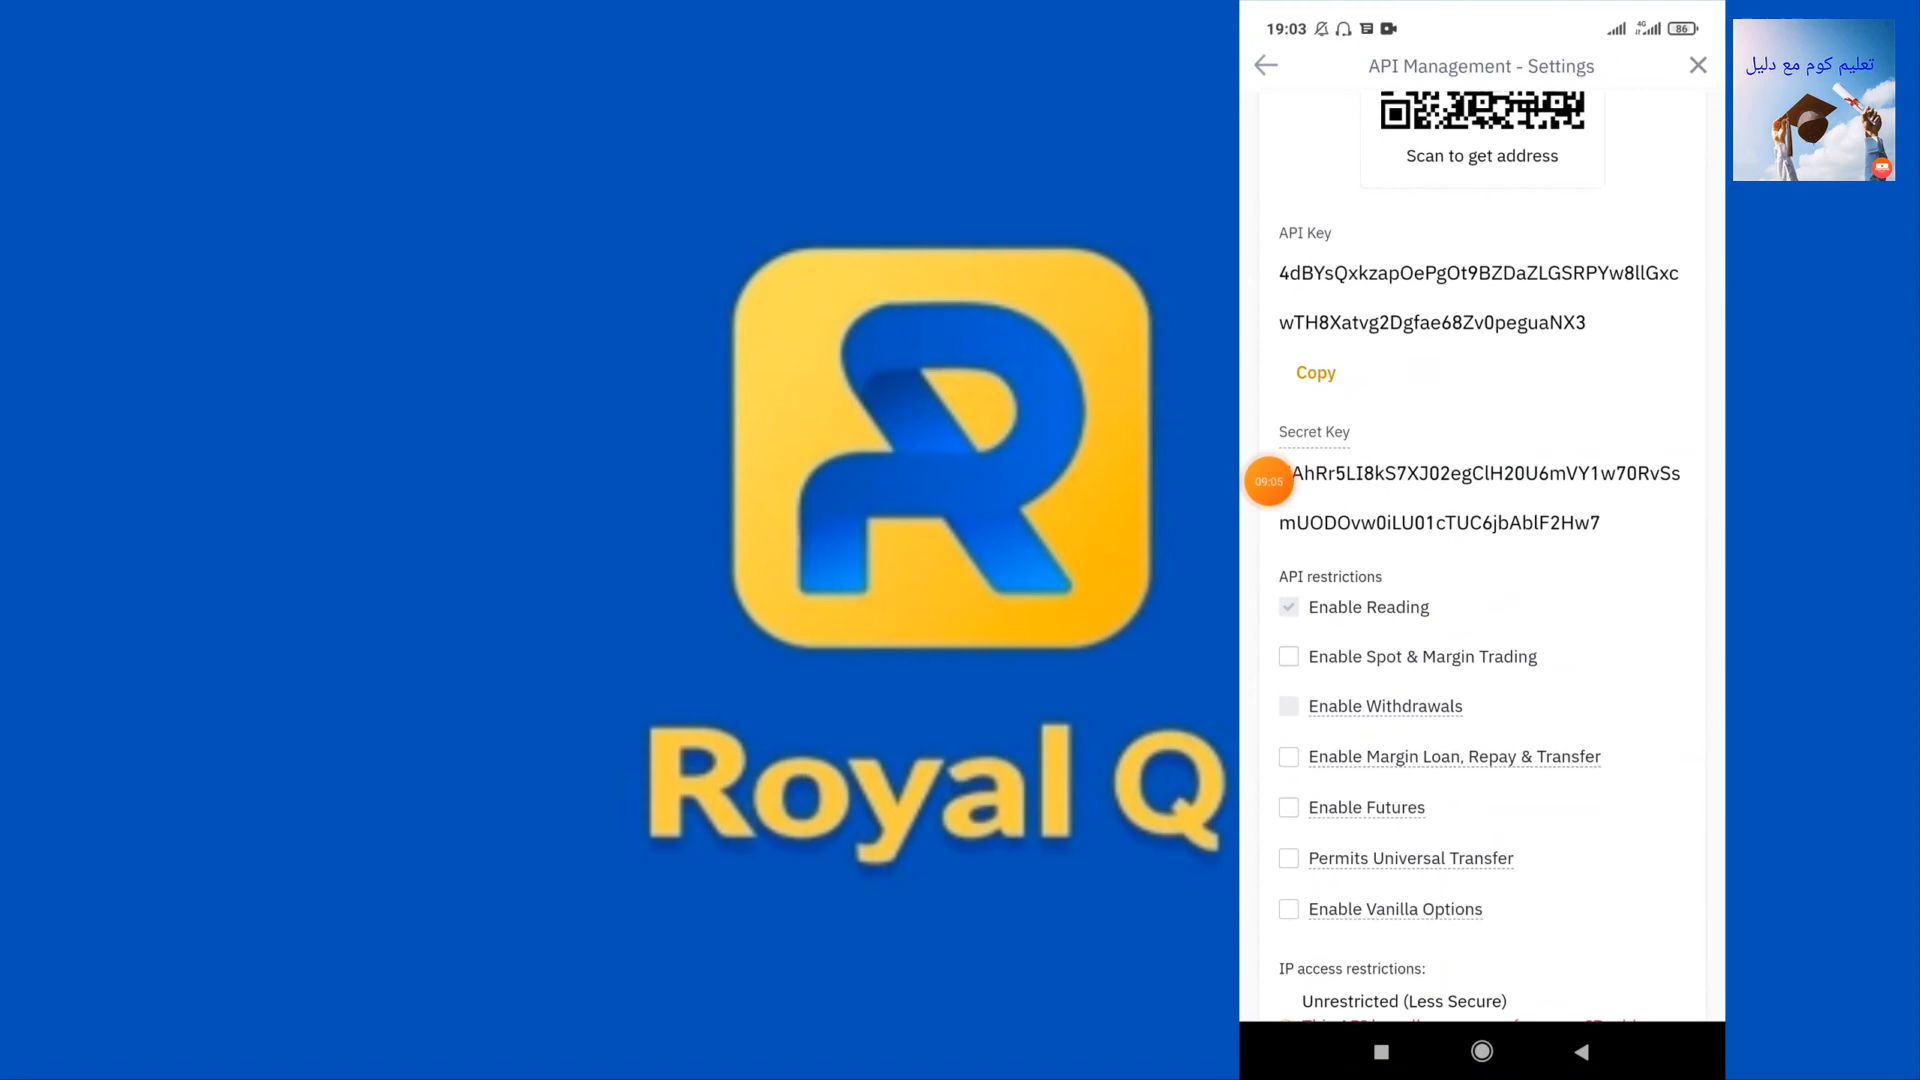 19:03
4G
86
API Management - Settings
Scan to get address
API Key
4dBYsQxkzapOePgOt9BZDaZLGSRPYw8llGxc
wTH8Xatvg2Dgfae68Zv0peguaNX3
Copy
Secret Key
09:05
API restrictions
Enable Reading
Enable Spot & Margin Trading
Enable Withdrawals
Enable Margin Loan, Repay & Transfer
Enable Futures
Permits Universal Transfer
Enable Vanilla Options
IP access restrictions:
Unrestricted (Less Secure)
Royal Q
تعليم كوم مع دليل